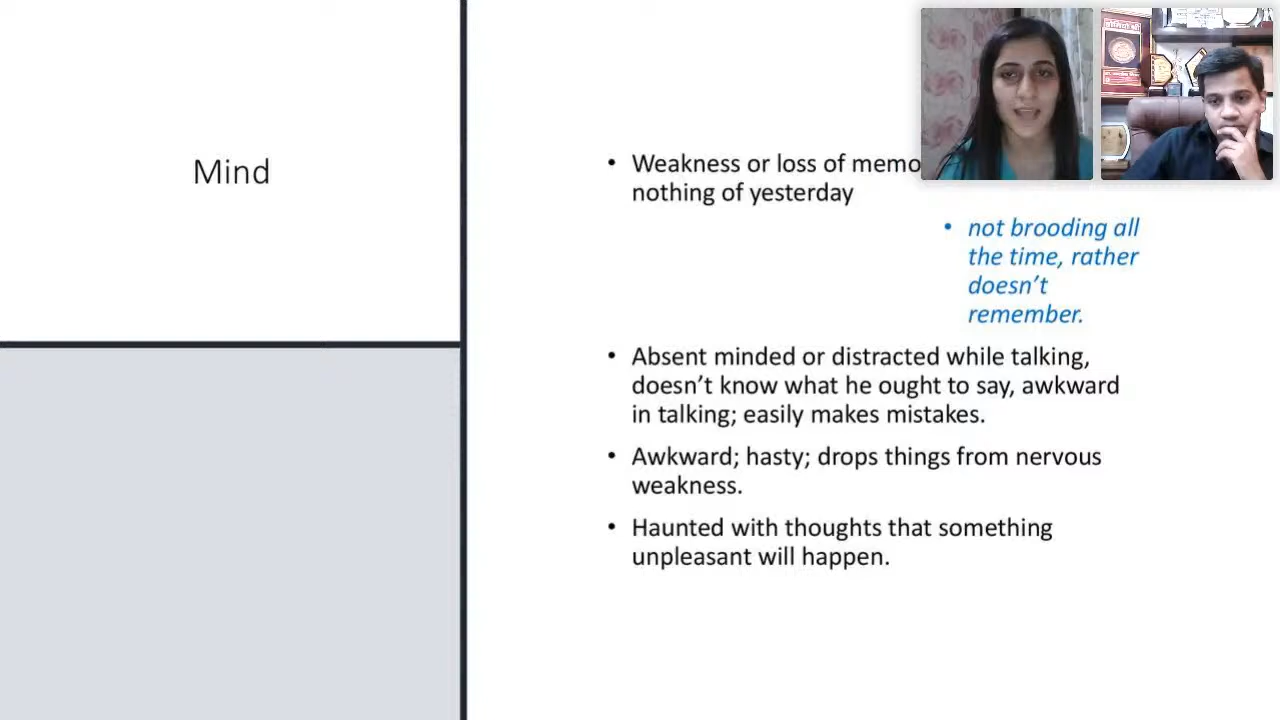 Mind
• Weakness or loss of memo
nothing of yesterday
• not brooding all
the time, rather
doesn’t
remember.
• Absent minded or distracted while talking,
doesn’t know what he ought to say, awkward
in talking; easily makes mistakes.
• Awkward; hasty; drops things from nervous
weakness.
• Haunted with thoughts that something
unpleasant will happen.